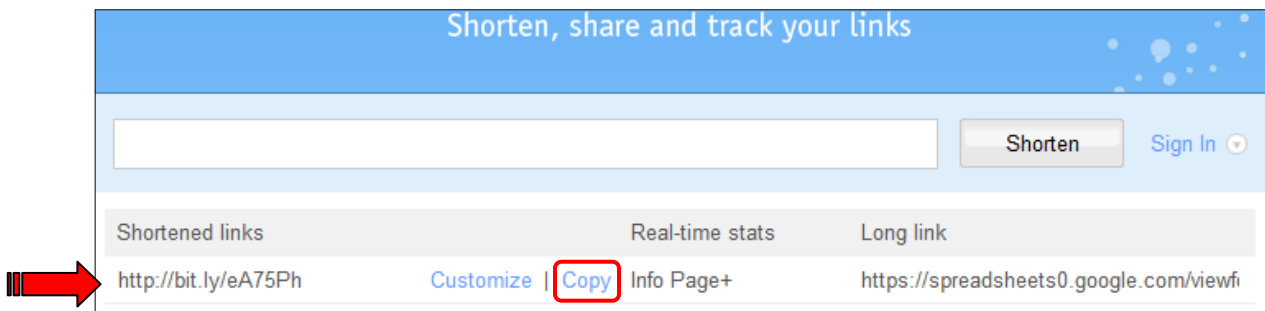 Shorten, share and track your links
Shorten Sign In
Shortened links Real-time stats Long link
http://bit.ly/eA75Ph Customize | Copy Info Page+ https://spreadsheets0.google.com/viewf